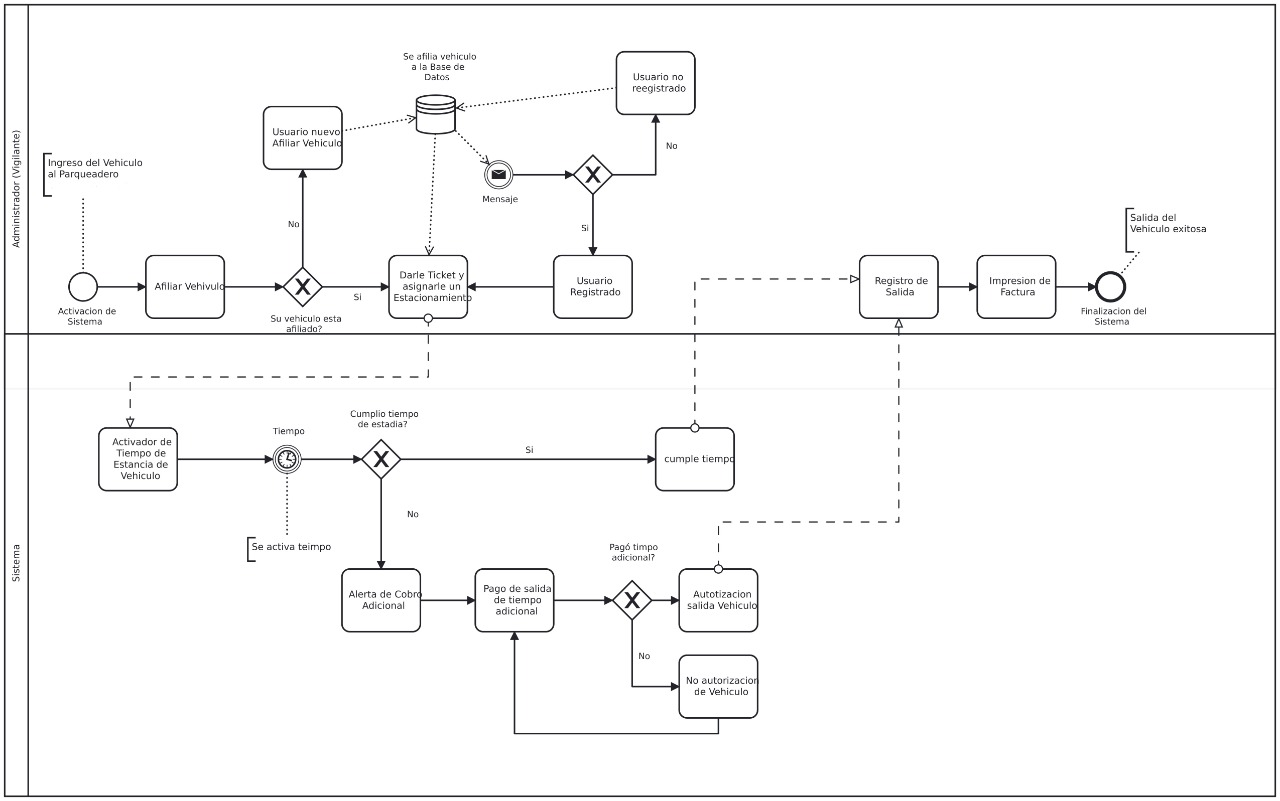 Administrador (Vigilante)
Ingreso del Vehiculo
al Parqueadero
Activacion de
Sistema
Afiliar Vehivulo
Su vehiculo esta
afiliado?
No
Si
Usuario nuevo
Afiliar Vehiculo
Se afilia vehiculo
a la Base de
Datos
Mensaje
No
Si
Usuario no
reegistrado
Usuario
Registrado
Darle Ticket y
asignarle un
Estacionamiento
Registro de
Salida
Impresion de
Factura
Salida del
Vehiculo exitosa
Finalizacion del
Sistema
Sistema
Activador de
Tiempo de
Estancia de
Vehiculo
Tiempo
Se activa teimpo
Cumplio tiempo
de estadia?
Si
No
cumple tiempo
Alerta de Cobro
Adicional
Pago de salida
de tiempo
adicional
Pagó timpo
adicional?
No
Autotizacion
salida Vehiculo
No autorizacion
de Vehiculo